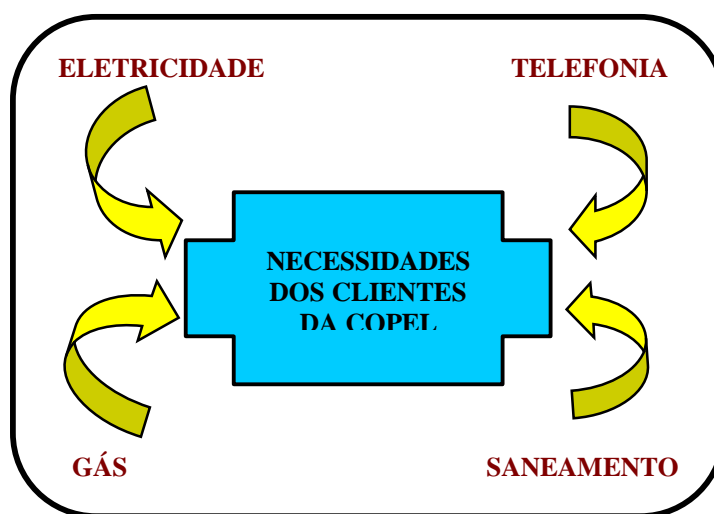 ELETRICIDADE
TELEFONIA
NECESSIDADES
DOS CLIENTES
DA COPEL
GÁS
SANEAMENTO